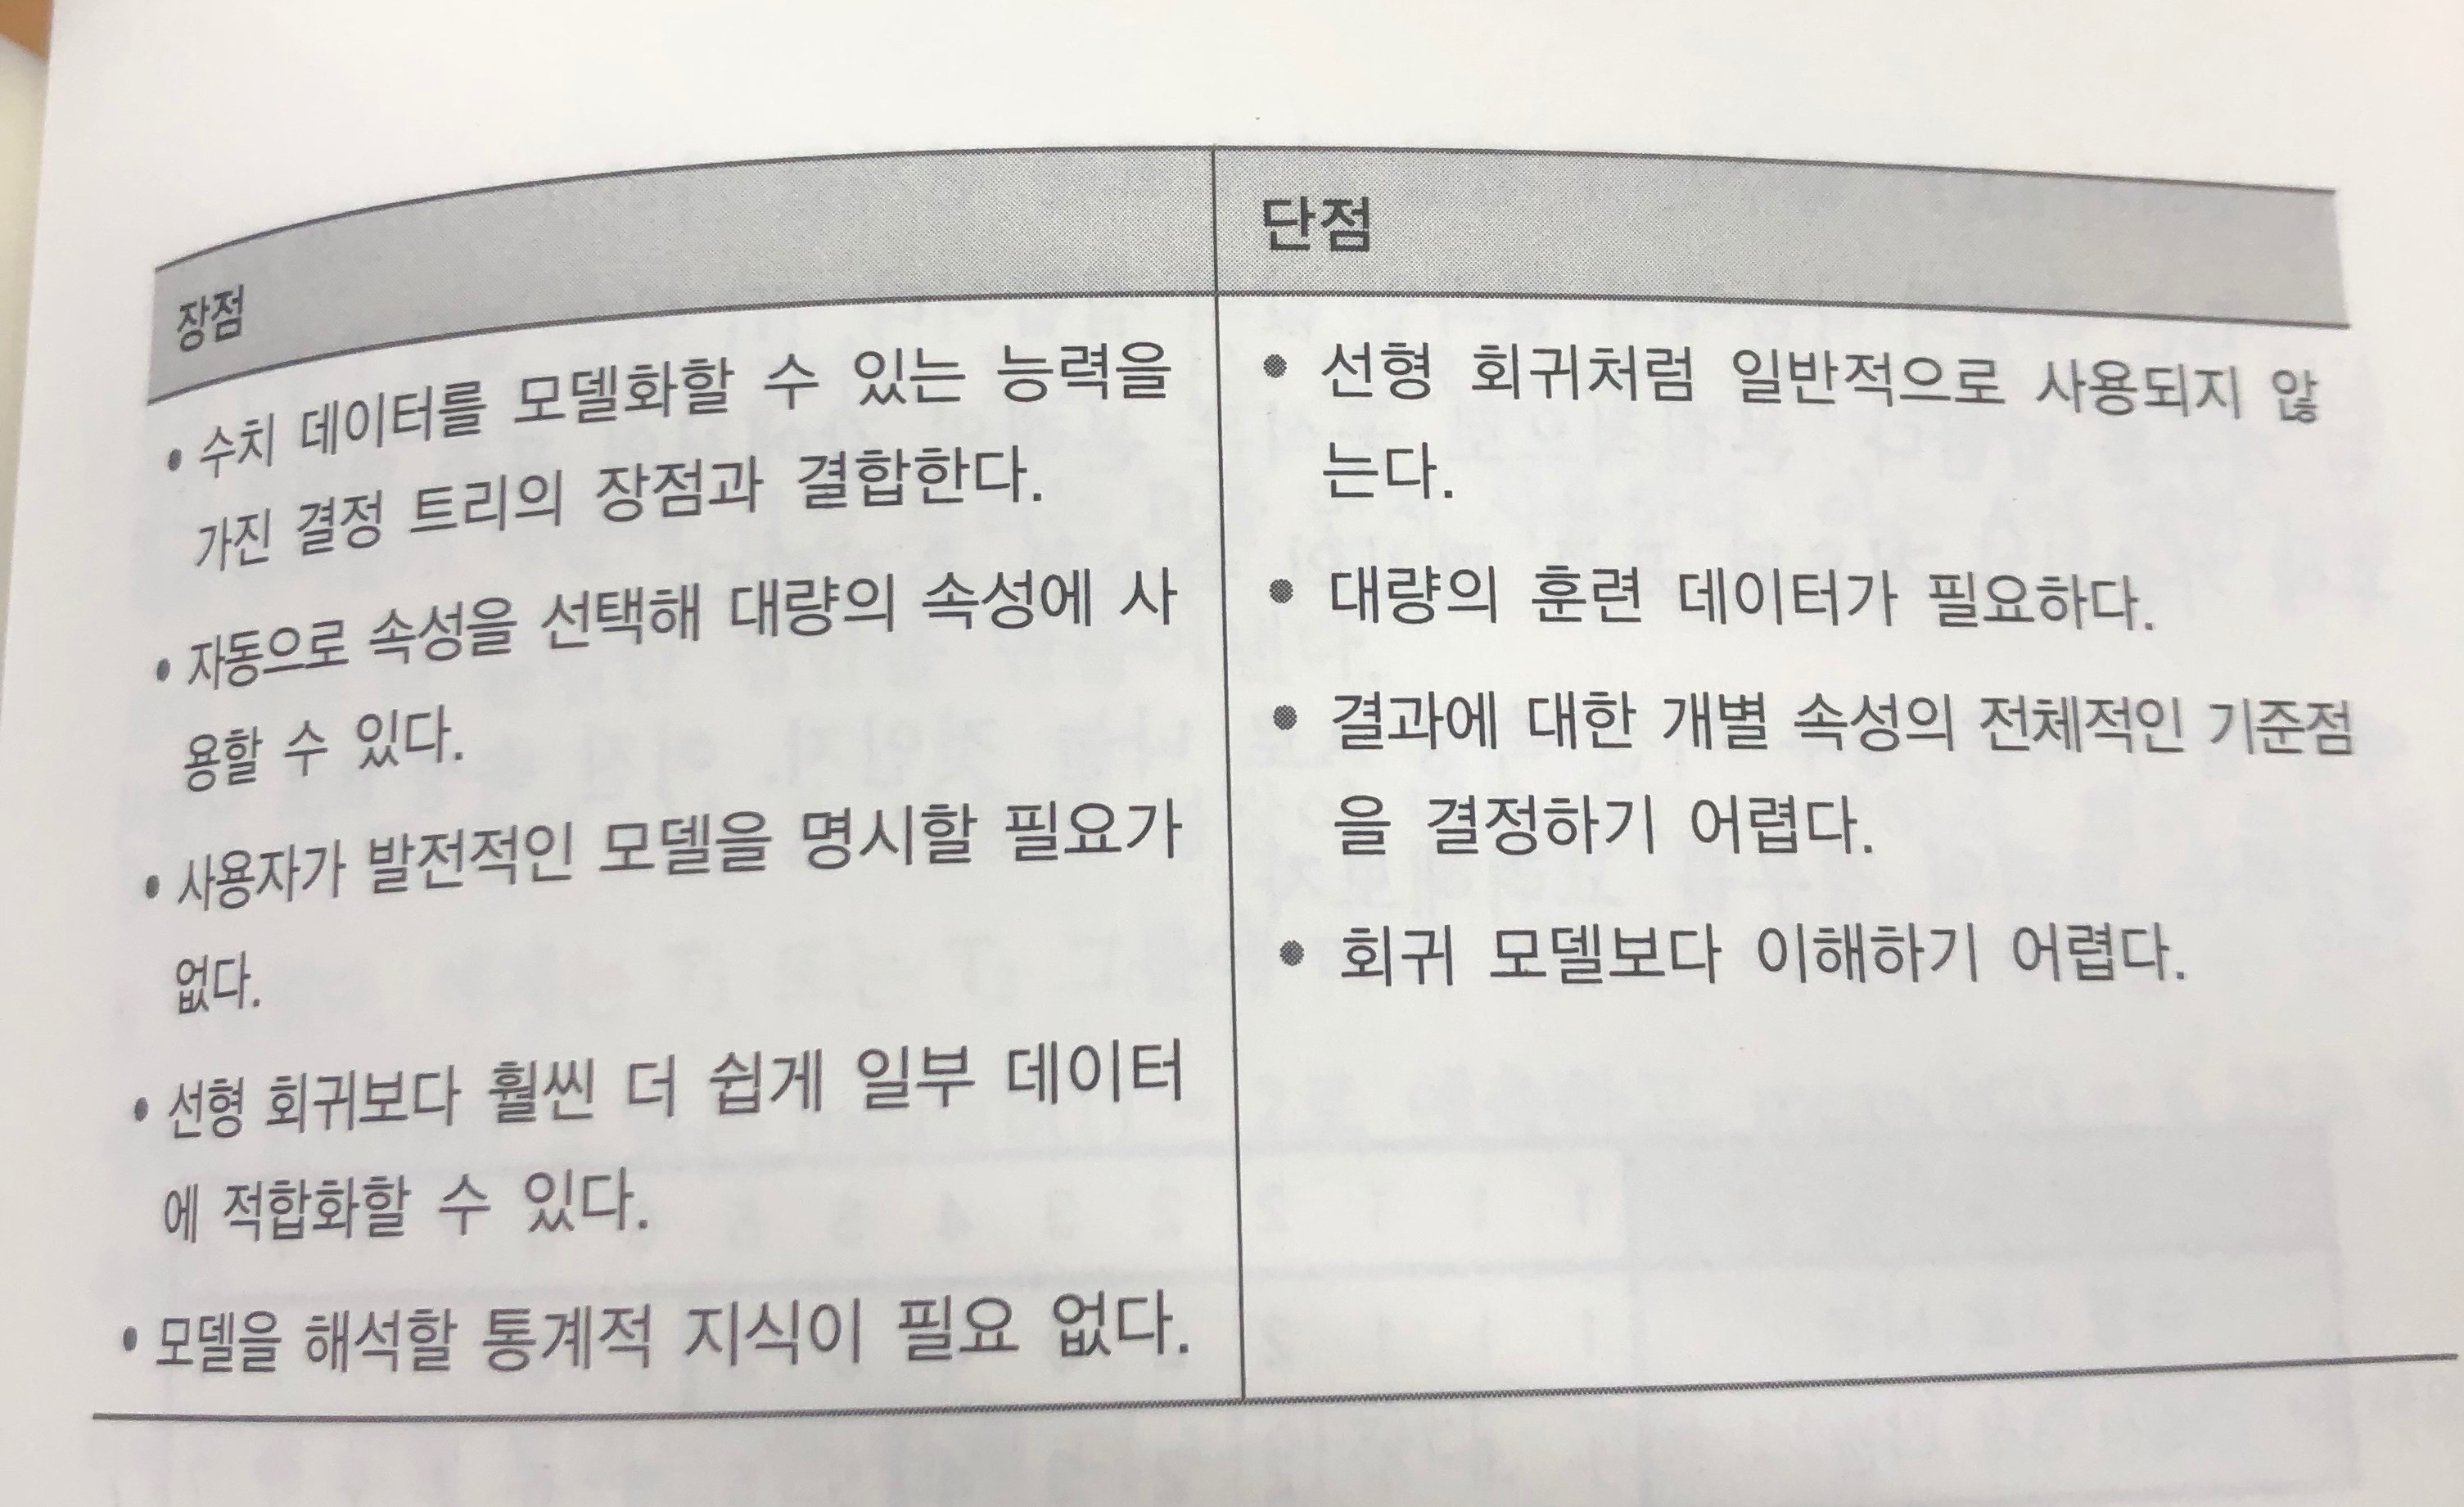 장점
• 수치 데이터를 모델화할 수 있는 능력을
가진 결정 트리의 장점과 결합한다.
• 자동으로 속성을 선택해 대량의 속성에 사
용할 수 있다.
• 사용자가 발전적인 모델을 명시할 필요가
없다.
• 선형 회귀보다 훨씬 더 쉽게 일부 데이터
에 적합화할 수 있다.
• 모델을 해석할 통계적 지식이 필요 없다.
단점
• 선형 회귀처럼 일반적으로 사용되지 않
는다.
• 대량의 훈련 데이터가 필요하다.
• 결과에 대한 개별 속성의 전체적인 기준점
을 결정하기 어렵다.
• 회귀 모델보다 이해하기 어렵다.